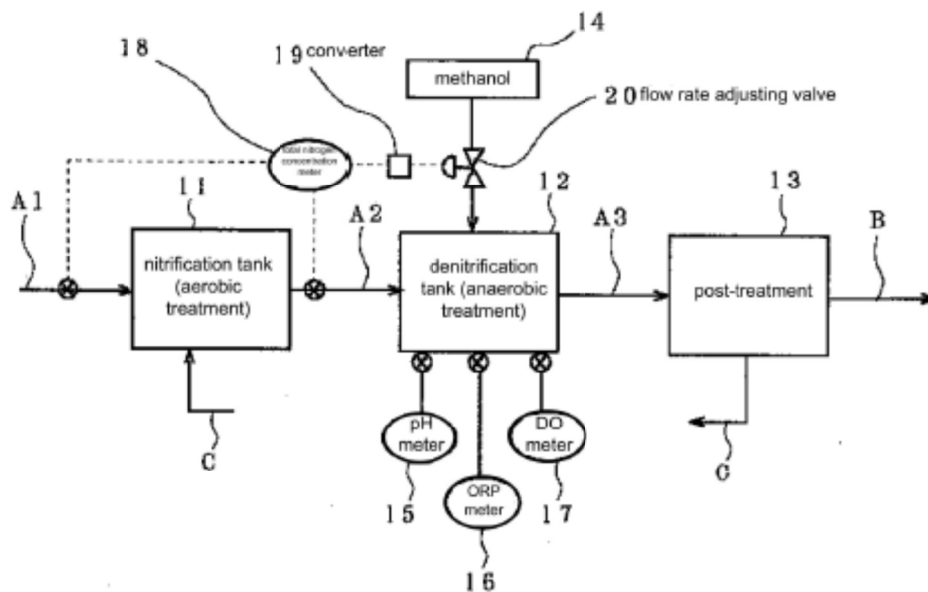 14
18
19 converter
methanol
20 flow rate adjusting valve
total nitrogen
concentration
meter
11
12
13
A1
A2
A3
B
nitrification tank
(aerobic
treatment)
denitrification
tank (anaerobic
treatment)
post-treatment
C
pH
meter
DO
meter
C
15
ORP
meter
17
16